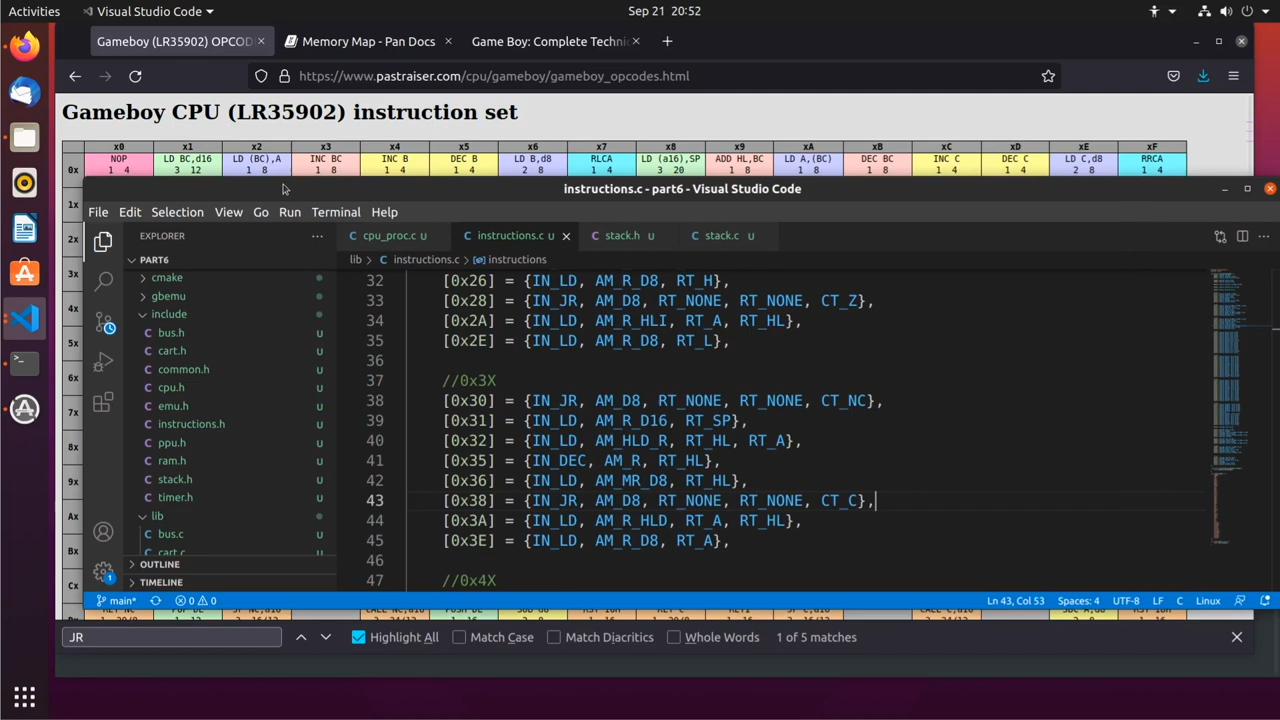 Activities
Visual Studio Code
Sep 21 20:52
Gameboy (LR35902) OPCOD
Memory Map - Pan Docs
Game Boy: Complete Technic
https://www.pastraiser.com/cpu/gameboy/gameboy_opcodes.html
Gameboy CPU (LR35902) instruction set
x0 x1 x2 x3 x4 x5 x6 x7 x8 x9 xA xB xC xD xE xF
0x NOP LD BC,d16 LD (BC),A INC BC INC B DEC B LD B,d8 RLCA LD (a16),SP ADD HL,BC LD A,(BC) DEC BC INC C DEC C LD C,d8 RRCA
1 4 3 12 1 8 1 8 1 4 1 4 2 8 1 4 3 20 1 8 1 8 1 8 1 4 1 4 2 8 1 4
1x
2x
3x
4x
5x
6x
7x
8x
9x
Ax
Bx
Cx
instructions.c - part6 - Visual Studio Code
File Edit Selection View Go Run Terminal Help
EXPLORER
cpu_proc.c U
instructions.c U
stack.h U
stack.c U
PART6
lib > instructions.c > instructions
cmake
gbemu
include
bus.h U
cart.h U
common.h U
cpu.h U
emu.h U
instructions.h U
ppu.h U
ram.h U
stack.h U
timer.h U
lib
bus.c U
cart.c
OUTLINE
TIMELINE
32 [0x26] = {IN_LD, AM_R_D8, RT_H},
33 [0x28] = {IN_JR, AM_D8, RT_NONE, RT_NONE, CT_Z},
34 [0x2A] = {IN_LD, AM_R_HLI, RT_A, RT_HL},
35 [0x2E] = {IN_LD, AM_R_D8, RT_L},
36
37 //0x3X
38 [0x30] = {IN_JR, AM_D8, RT_NONE, RT_NONE, CT_NC},
39 [0x31] = {IN_LD, AM_R_D16, RT_SP},
40 [0x32] = {IN_LD, AM_HLD_R, RT_HL, RT_A},
41 [0x35] = {IN_DEC, AM_R, RT_HL},
42 [0x36] = {IN_LD, AM_MR_D8, RT_HL},
43 [0x38] = {IN_JR, AM_D8, RT_NONE, RT_NONE, CT_C},
44 [0x3A] = {IN_LD, AM_R_HLD, RT_A, RT_HL},
45 [0x3E] = {IN_LD, AM_R_D8, RT_A},
46
47 //0x4X
1
main*
0 0
Ln 43, Col 53
Spaces: 4
UTF-8
LF
C
Linux
JR
Highlight All
Match Case
Match Diacritics
Whole Words
1 of 5 matches